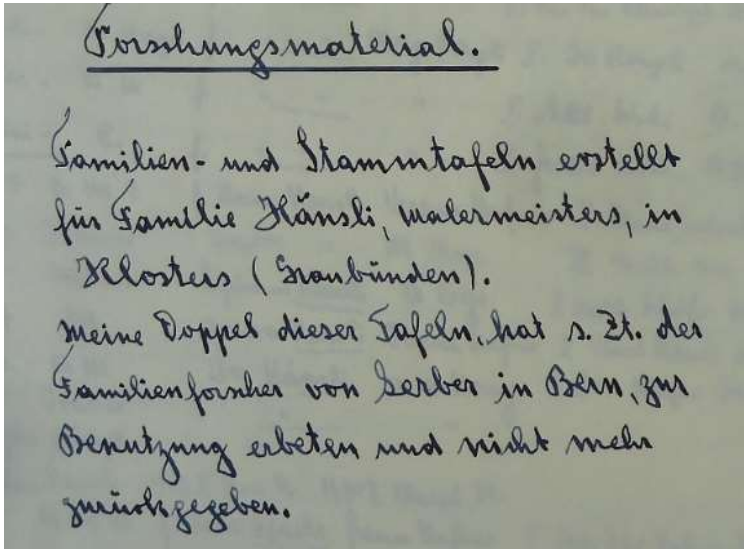 Forschungsmaterial.
Familien- und Stammtafeln erstellt
für Familie Hänsli, Malermeisters, in
Klosters (Graubünden).
Meine Doppel dieser Tafeln, hat s. Zt. der
Familienforscher von Gerber in Bern, zur
Benutzung erbeten und nicht mehr
zurückgegeben.